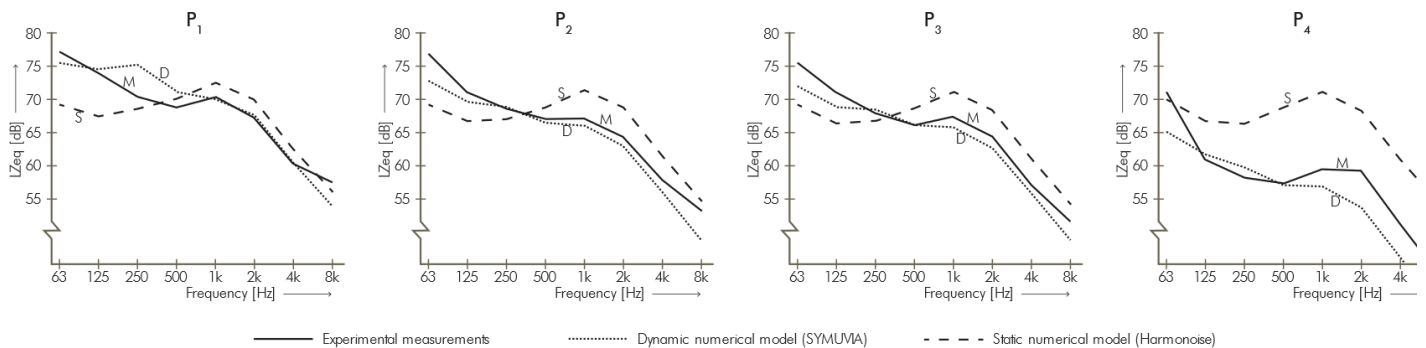 P1
80
75
70
65
60
55
LZeq [dB]
M
D
S
63 125 250 500 1k 2k 4k 8k
Frequency [Hz]
P2
80
75
70
65
60
55
LZeq [dB]
S
M
D
63 125 250 500 1k 2k 4k 8k
Frequency [Hz]
P3
80
75
70
65
60
55
LZeq [dB]
S
M
D
63 125 250 500 1k 2k 4k 8k
Frequency [Hz]
P4
80
75
70
65
60
55
LZeq [dB]
S
M
D
63 125 250 500 1k 2k 4k
Frequency [Hz]
Experimental measurements Dynamic numerical model (SYMUVIA) Static numerical model (Harmonoise)